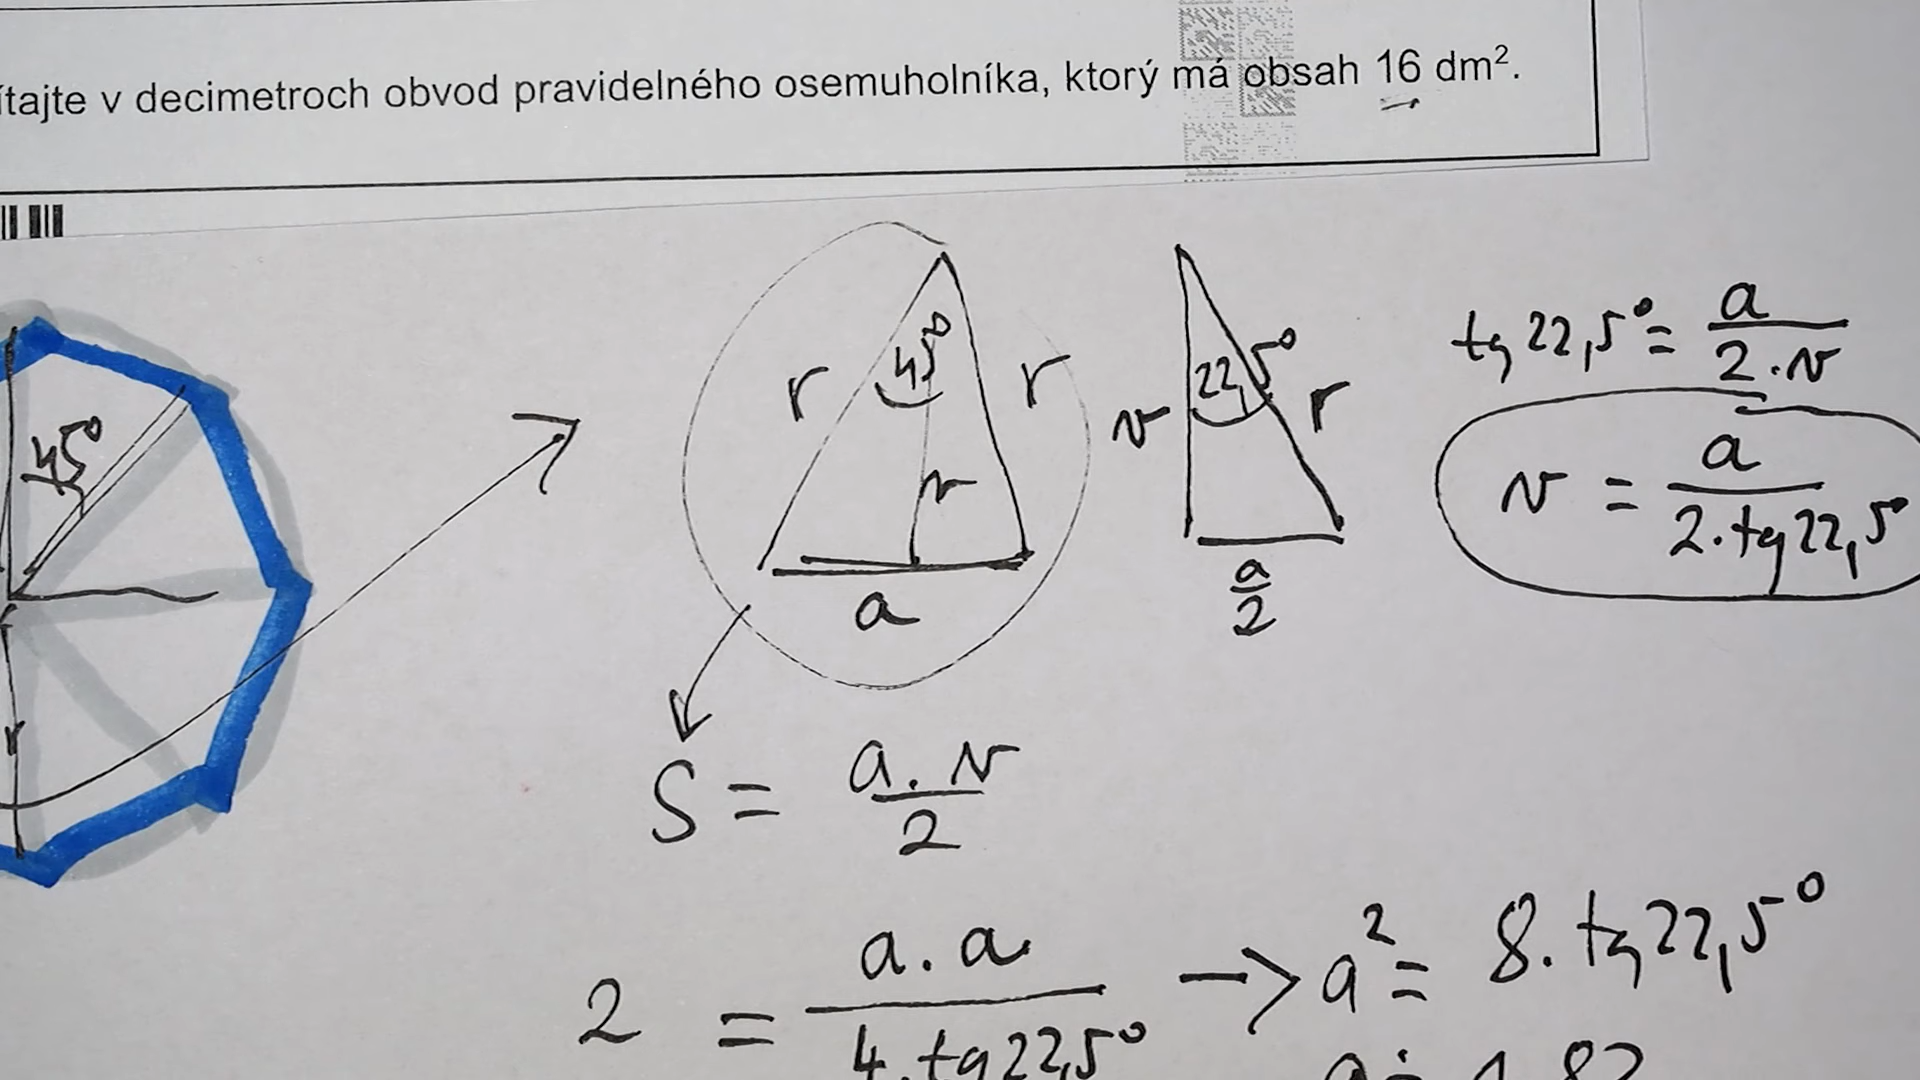 ítajte v decimetroch obvod pravidelného osemuholníka, ktorý má obsah 16 dm².
45°
r
45°
r
r
v
a
v
22,5°
r
a/2
tg 22,5° = a/2.v
v = a/2.tg 22,5°
S = a.v/2
2 = a.a/4.tg 22,5° → a² = 8.tg 22,5°